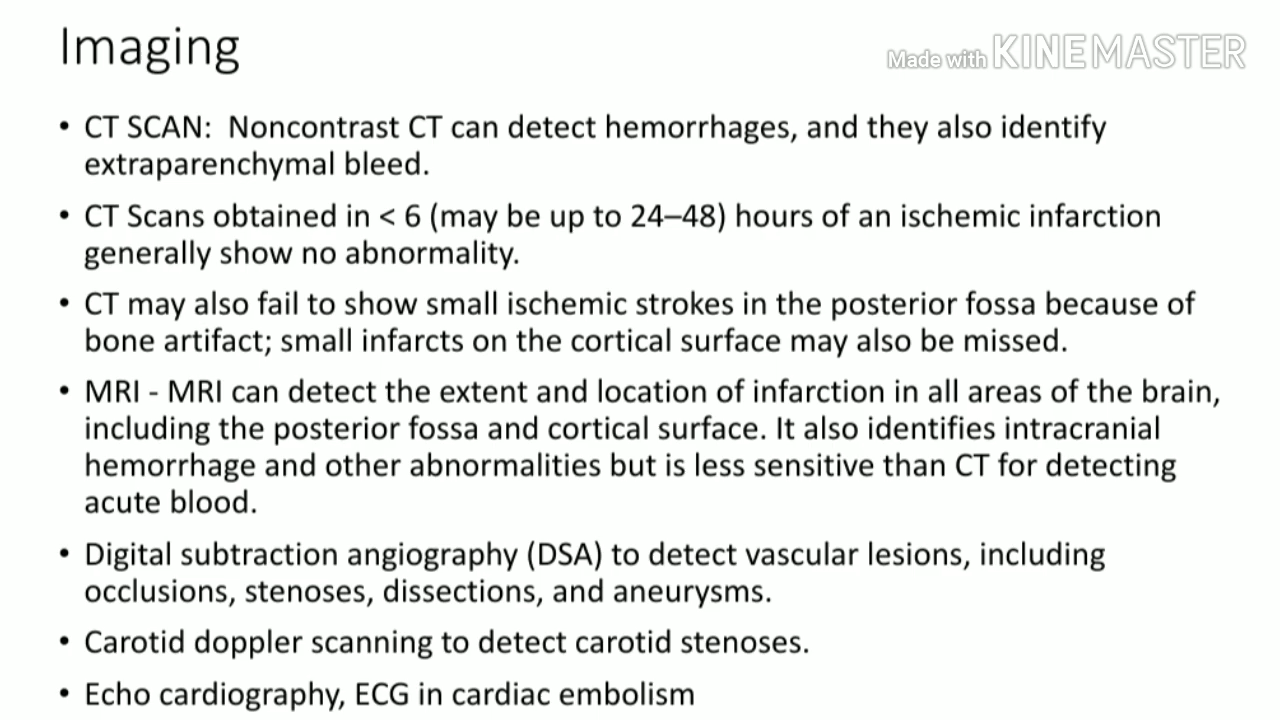 Imaging
Made with KINEMASTER
• CT SCAN:  Noncontrast CT can detect hemorrhages, and they also identify
extraparenchymal bleed.
• CT Scans obtained in < 6 (may be up to 24–48) hours of an ischemic infarction
generally show no abnormality.
• CT may also fail to show small ischemic strokes in the posterior fossa because of
bone artifact; small infarcts on the cortical surface may also be missed.
• MRI - MRI can detect the extent and location of infarction in all areas of the brain,
including the posterior fossa and cortical surface. It also identifies intracranial
hemorrhage and other abnormalities but is less sensitive than CT for detecting
acute blood.
• Digital subtraction angiography (DSA) to detect vascular lesions, including
occlusions, stenoses, dissections, and aneurysms.
• Carotid doppler scanning to detect carotid stenoses.
• Echo cardiography, ECG in cardiac embolism